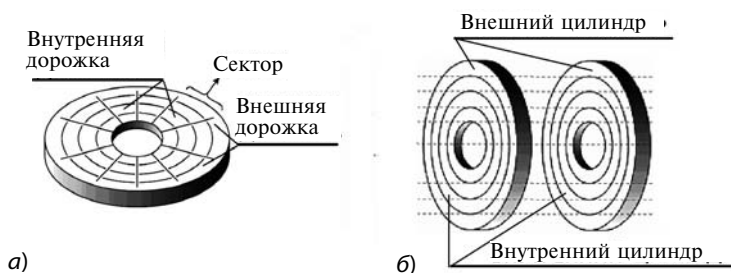 Внутренняя
дорожка
Сектор
Внешняя
дорожка
а)
Внешний цилиндр
Внутренний цилиндр
б)